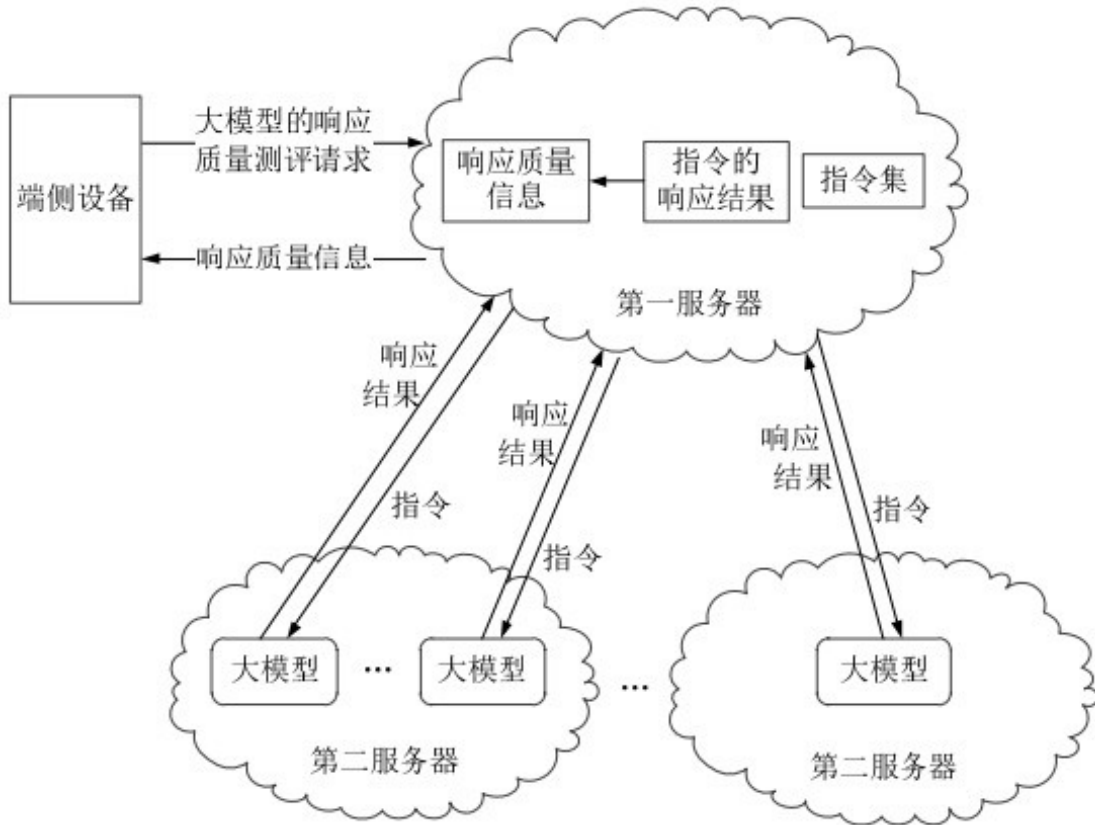 大模型的响应
质量测评请求
端侧设备
响应质量信息
响应质量
信息
指令的
响应结果
指令集
第一服务器
响应
结果
指令
响应
结果
指令
响应
结果
指令
大模型
...
大模型
第二服务器
...
大模型
第二服务器